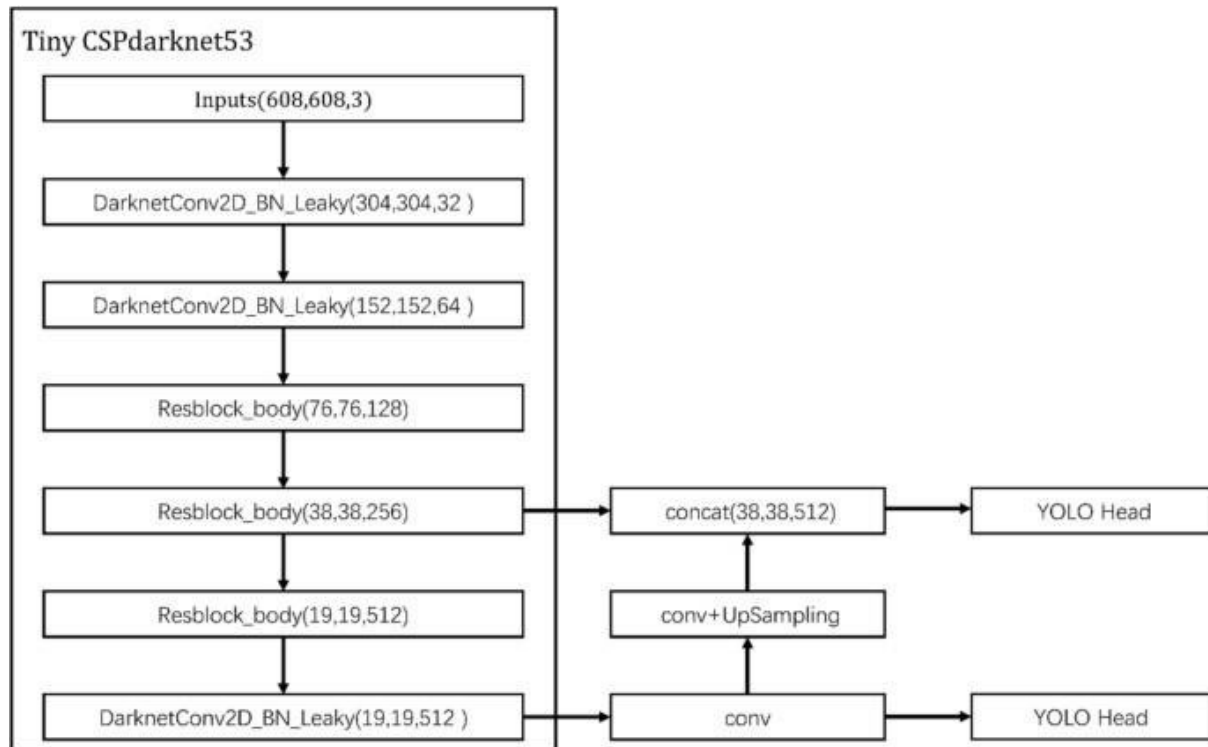 Tiny CSPdarknet53
Inputs(608,608,3)
DarknetConv2D_BN_Leaky(304,304,32 )
DarknetConv2D_BN_Leaky(152,152,64 )
Resblock_body(76,76,128)
Resblock_body(38,38,256)
concat(38,38,512)
YOLO Head
Resblock_body(19,19,512)
conv+UpSampling
DarknetConv2D_BN_Leaky(19,19,512 )
conv
YOLO Head